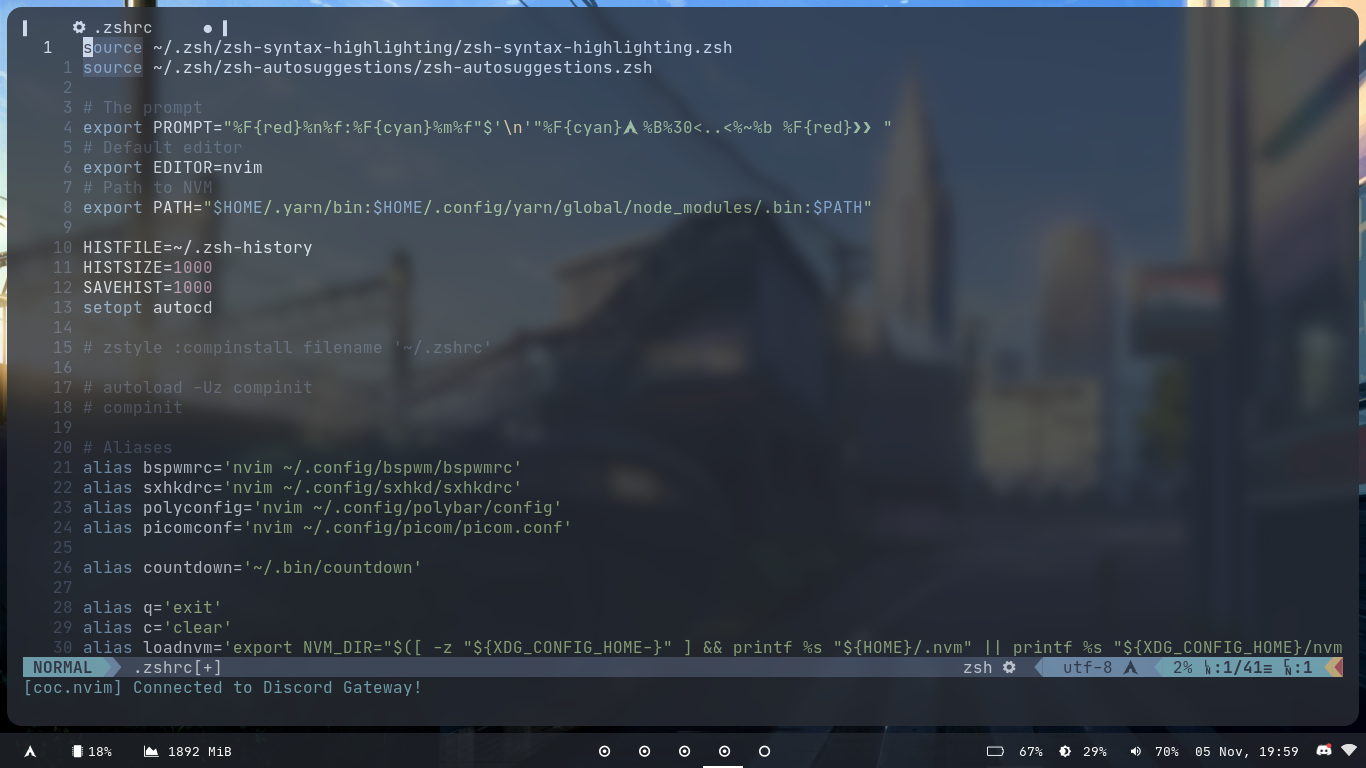 .zshrc ●
1 source ~/.zsh/zsh-syntax-highlighting/zsh-syntax-highlighting.zsh
1 source ~/.zsh/zsh-autosuggestions/zsh-autosuggestions.zsh
2
3 # The prompt
4 export PROMPT="%F{red}%n%f:%F{cyan}%m%f"$'\n'"%F{cyan} %B%30<..<%~%b %F{red}❯❯ "
5 # Default editor
6 export EDITOR=nvim
7 # Path to NVM
8 export PATH="$HOME/.yarn/bin:$HOME/.config/yarn/global/node_modules/.bin:$PATH"
9
10 HISTFILE=~/.zsh-history
11 HISTSIZE=1000
12 SAVEHIST=1000
13 setopt autocd
14
15 # zstyle :compinstall filename '~/.zshrc'
16
17 # autoload -Uz compinit
18 # compinit
19
20 # Aliases
21 alias bspwmrc='nvim ~/.config/bspwm/bspwmrc'
22 alias sxhkdrc='nvim ~/.config/sxhkd/sxhkdrc'
23 alias polyconfig='nvim ~/.config/polybar/config'
24 alias picomconf='nvim ~/.config/picom/picom.conf'
25
26 alias countdown='~/.bin/countdown'
27
28 alias q='exit'
29 alias c='clear'
30 alias loadnvm='export NVM_DIR="$([ -z "${XDG_CONFIG_HOME-}" ] && printf %s "${HOME}/.nvm" || printf %s "${XDG_CONFIG_HOME}/nvm
NORMAL .zshrc[+] zsh utf-8 2% :1/41≡ :1
[coc.nvim] Connected to Discord Gateway!
18% 1892 MiB 67% 29% 70% 05 Nov, 19:59